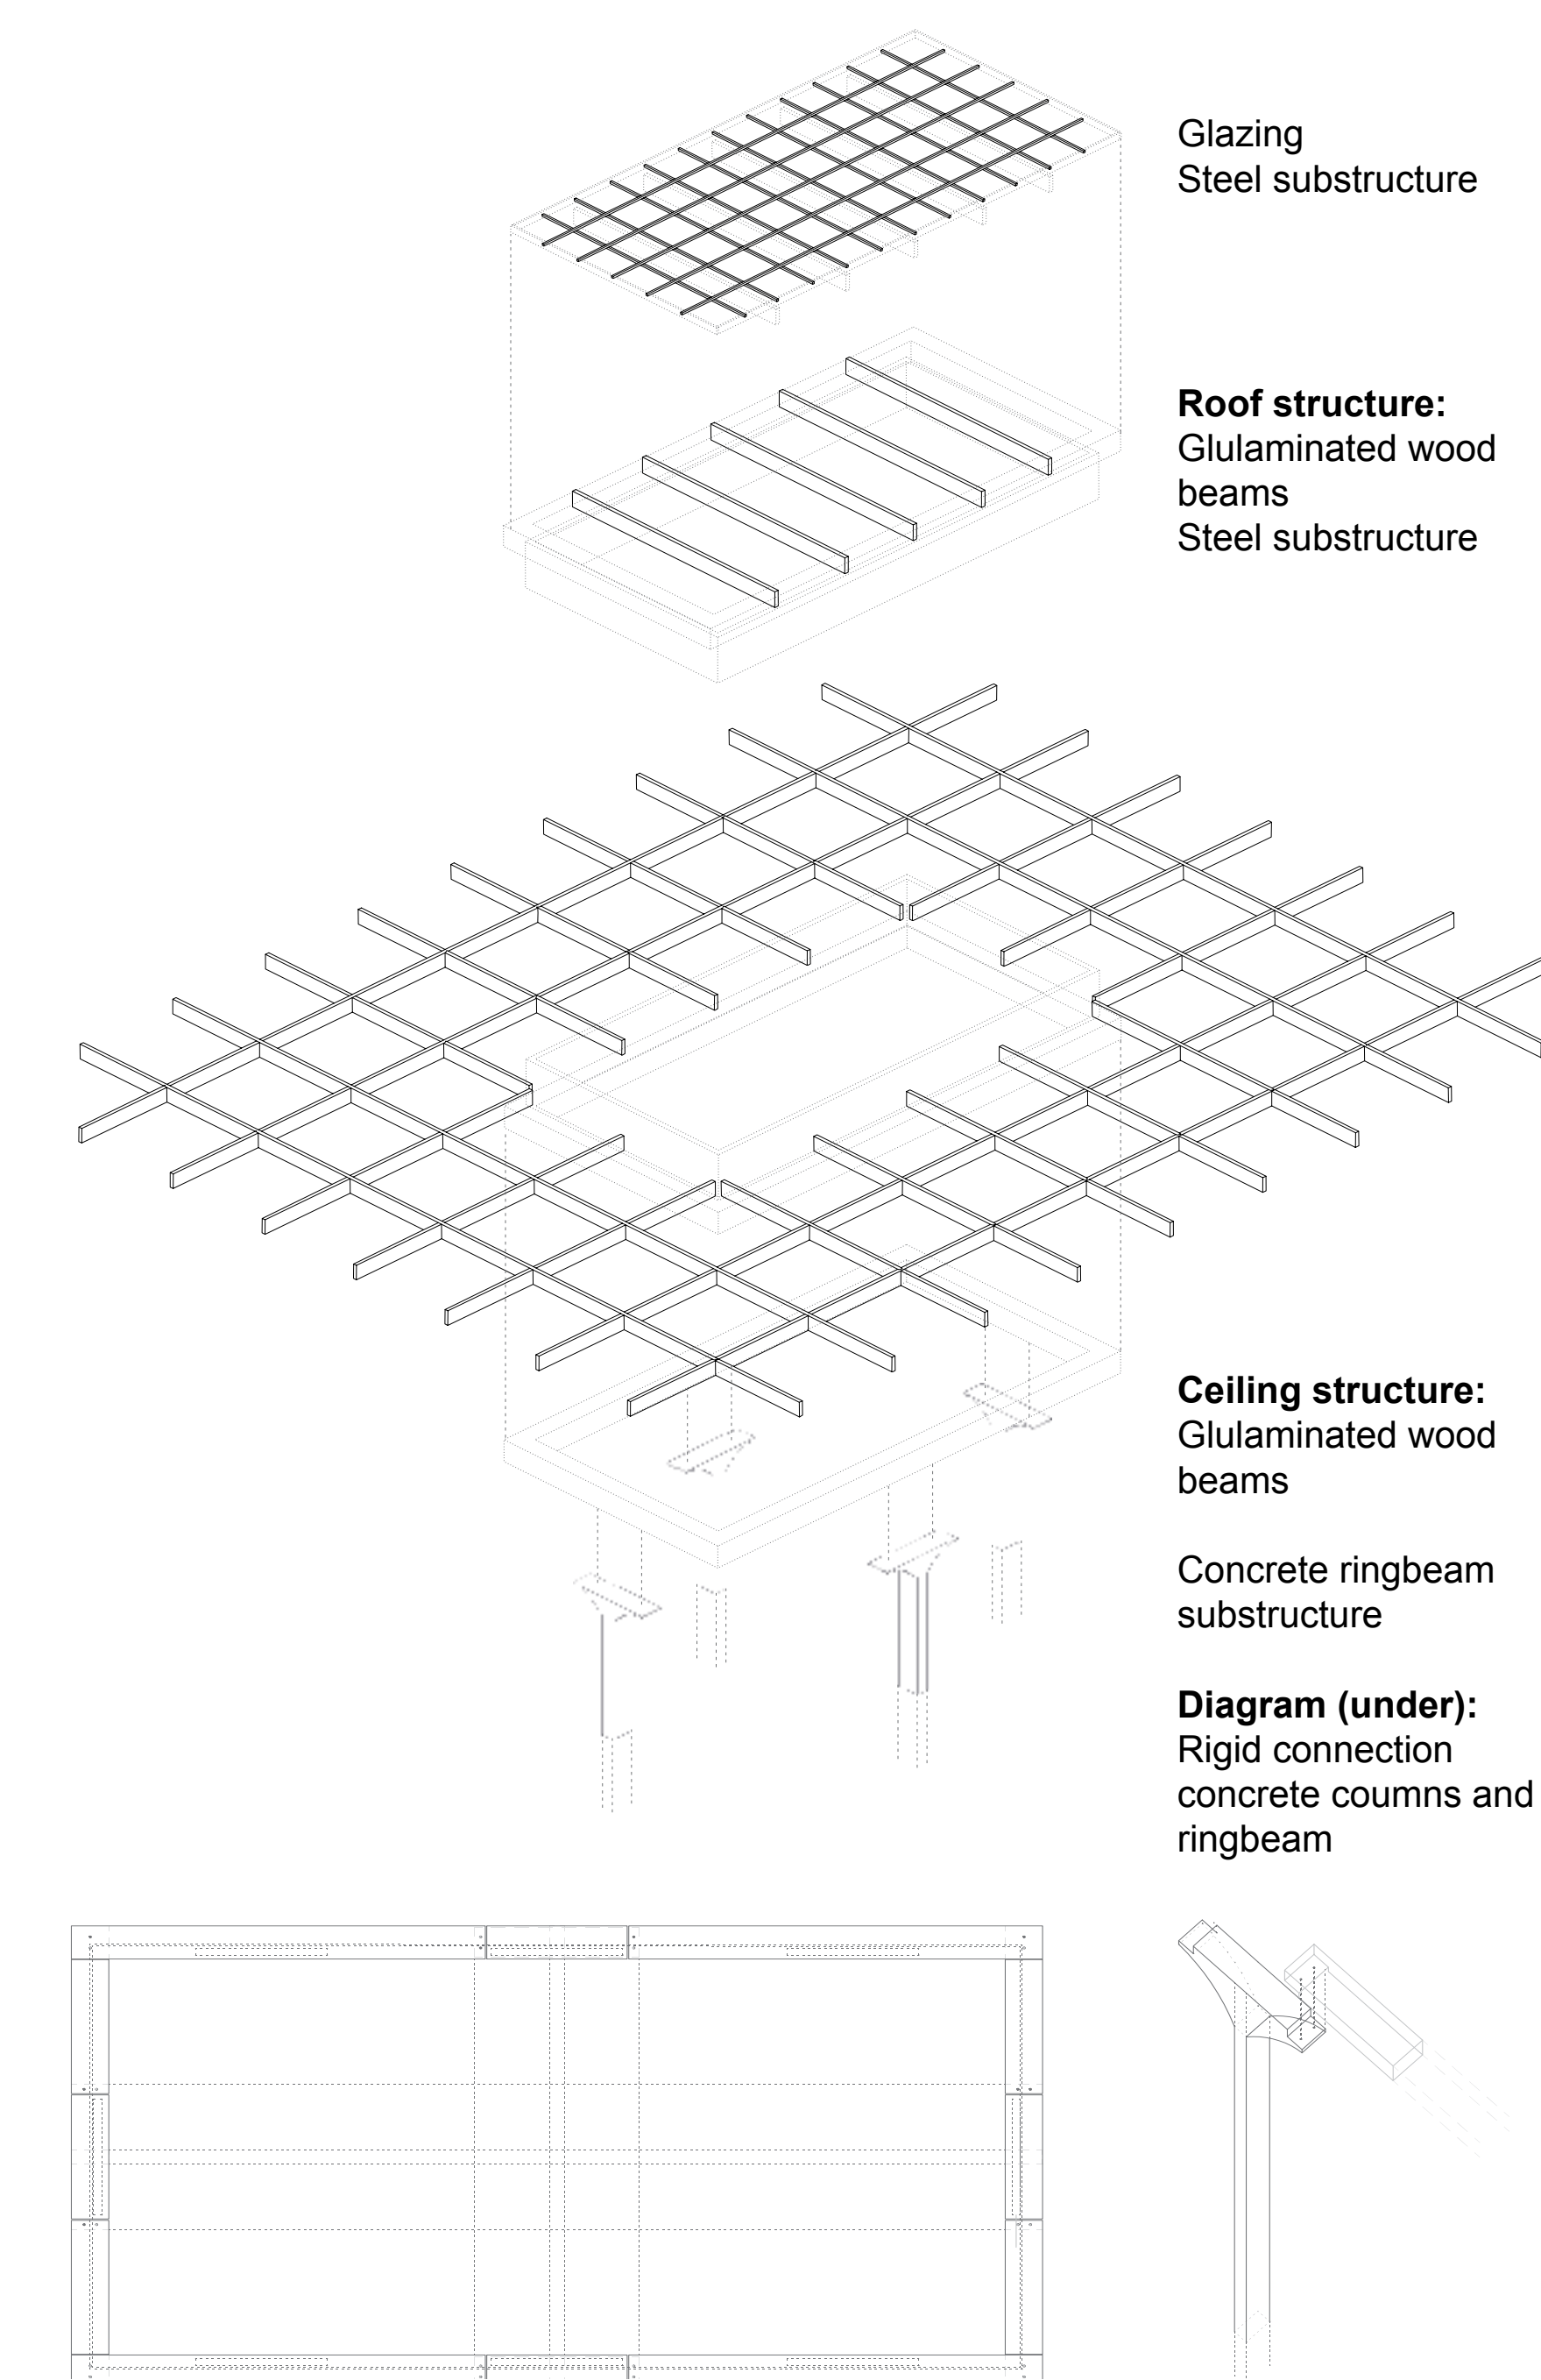 Glazing
Steel substructure
Roof structure:
Glulaminated wood
beams
Steel substructure
Ceiling structure:
Glulaminated wood
beams
Concrete ringbeam
substructure
Diagram (under):
Rigid connection
concrete coumns and
ringbeam